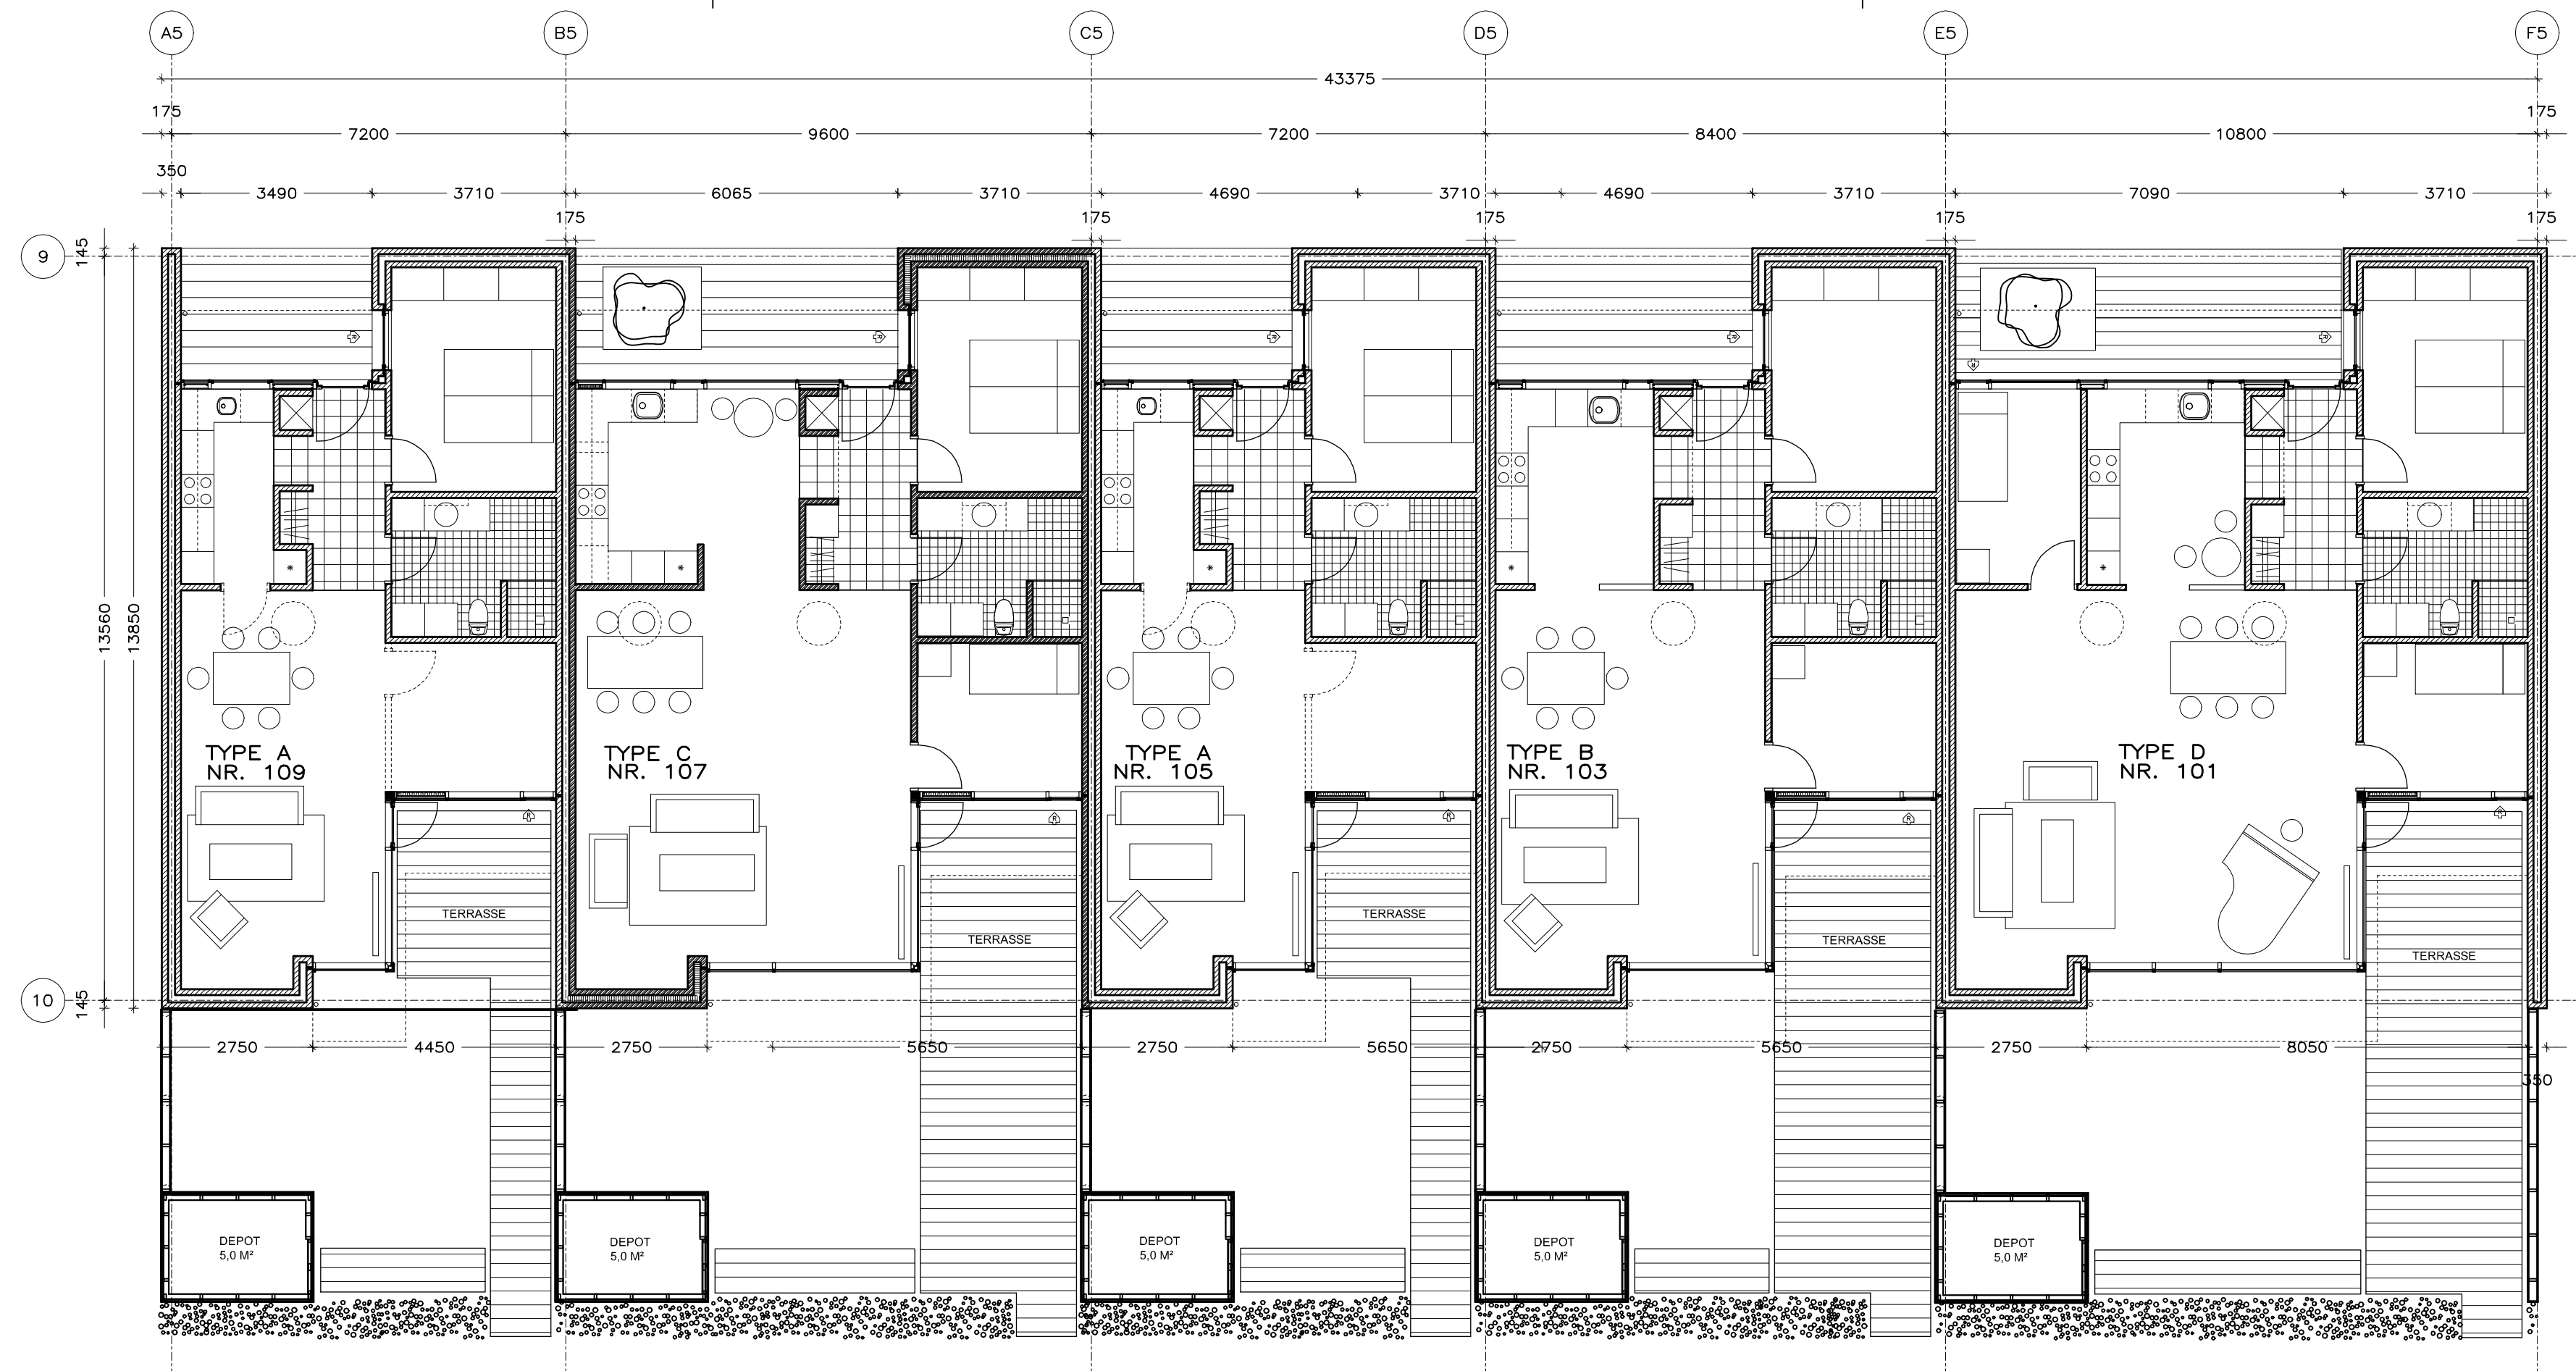 A5 B5 C5 D5 E5 F5
43375
175 175
7200 9600 7200 8400 10800
350
3490 3710 6065 3710 4690 3710 4690 3710 7090 3710
175 175 175 175 175
9
145
13560
13850
TYPE A
NR. 109
TYPE C
NR. 107
TYPE A
NR. 105
TYPE B
NR. 103
TYPE D
NR. 101
TERRASSE
TERRASSE
TERRASSE
TERRASSE
TERRASSE
10
145
2750 4450 2750 5650 2750 5650 2750 5650 2750 8050
350
DEPOT
5,0 M²
DEPOT
5,0 M²
DEPOT
5,0 M²
DEPOT
5,0 M²
DEPOT
5,0 M²